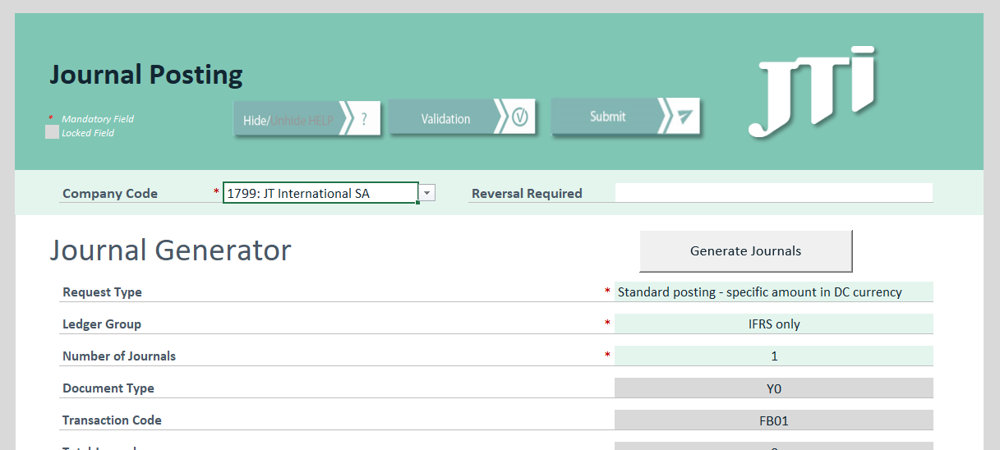 Journal Posting
JTi
* Mandatory Field
Locked Field
Hide/Unhide HELP ?
Validation
Submit
Company Code * 1799: JT International SA
Reversal Required
Journal Generator
Generate Journals
Request Type * Standard posting - specific amount in DC currency
Ledger Group * IFRS only
Number of Journals * 1
Document Type Y0
Transaction Code FB01